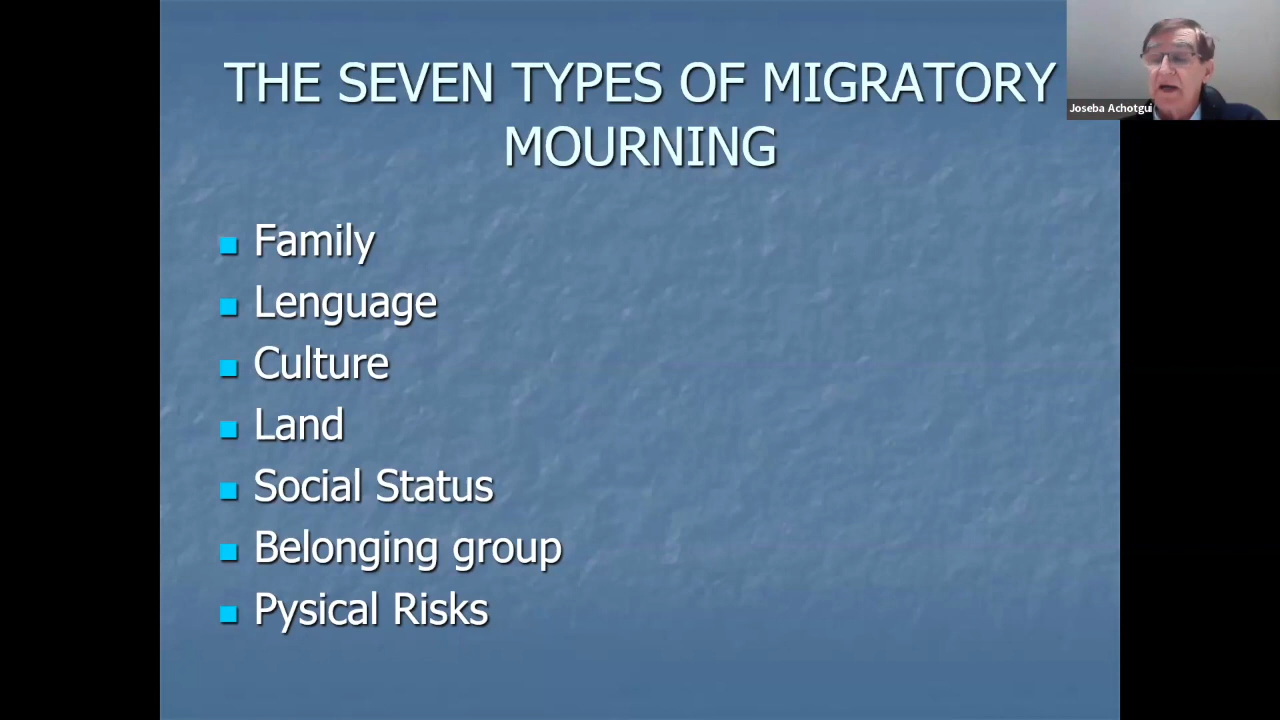 THE SEVEN TYPES OF MIGRATORY
MOURNING
Joseba Achotgui
Family
Lenguage
Culture
Land
Social Status
Belonging group
Pysical Risks